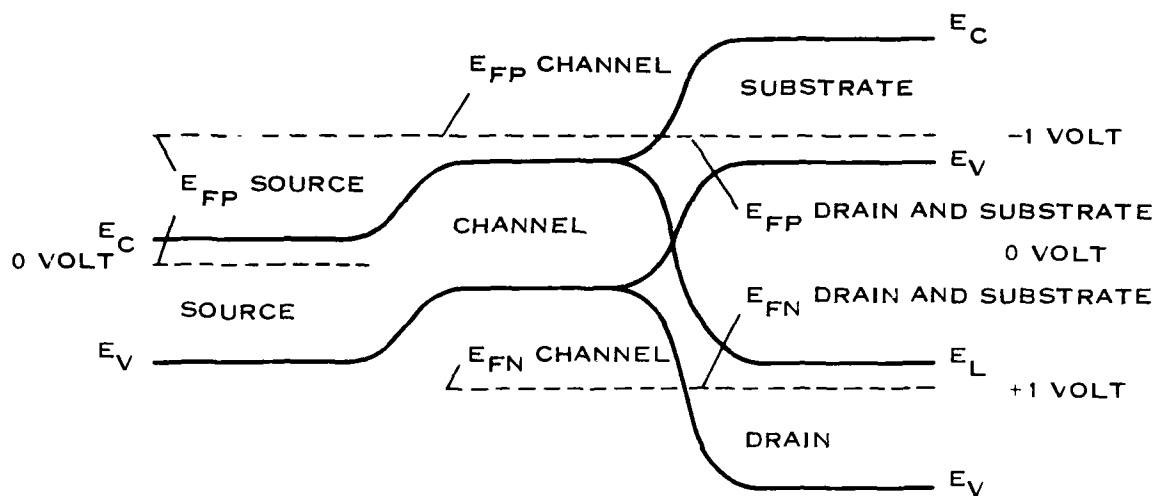 E_C
E_FP CHANNEL
SUBSTRATE
-1 VOLT
E_V
E_FP SOURCE
E_FP DRAIN AND SUBSTRATE
E_C
CHANNEL
0 VOLT
0 VOLT
E_FN DRAIN AND SUBSTRATE
SOURCE
E_V
E_FN CHANNEL
E_L
+1 VOLT
DRAIN
E_V